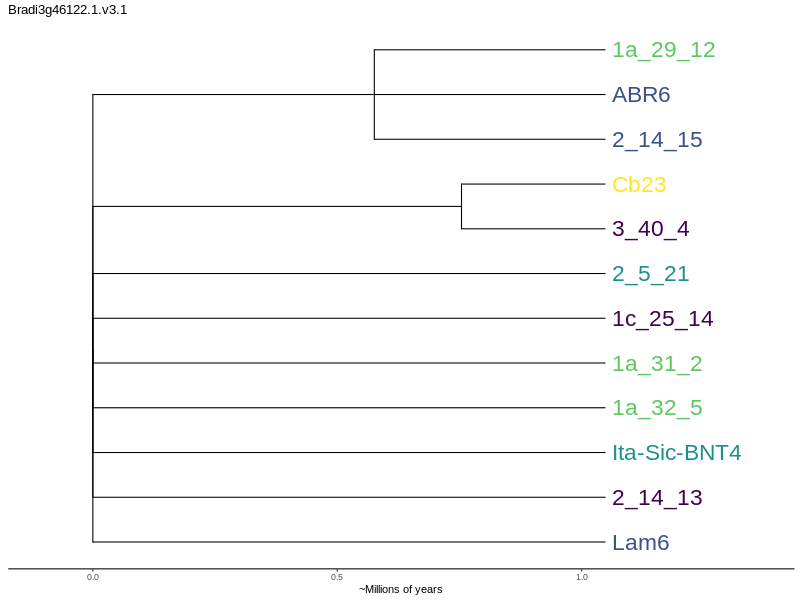 Bradi3g46122.1.v3.1
1a_29_12
ABR6
2_14_15
Cb23
3_40_4
2_5_21
1c_25_14
1a_31_2
1a_32_5
Ita-Sic-BNT4
2_14_13
Lam6
0.0 0.5 1.0
~Millions of years